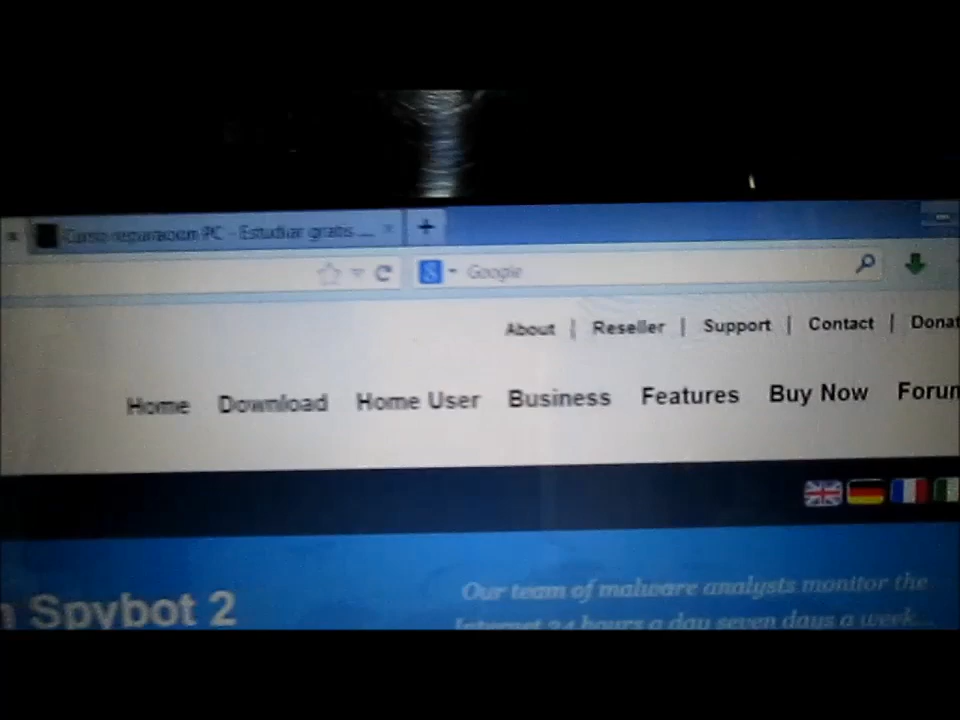 Curso reparacion PC - Estudiar gratis ...
Google
About | Reseller | Support | Contact | Donat
Home Download Home User Business Features Buy Now Forum
Spybot 2
Our team of malware analysts monitor the
Internet 24 hours a day seven days a week...